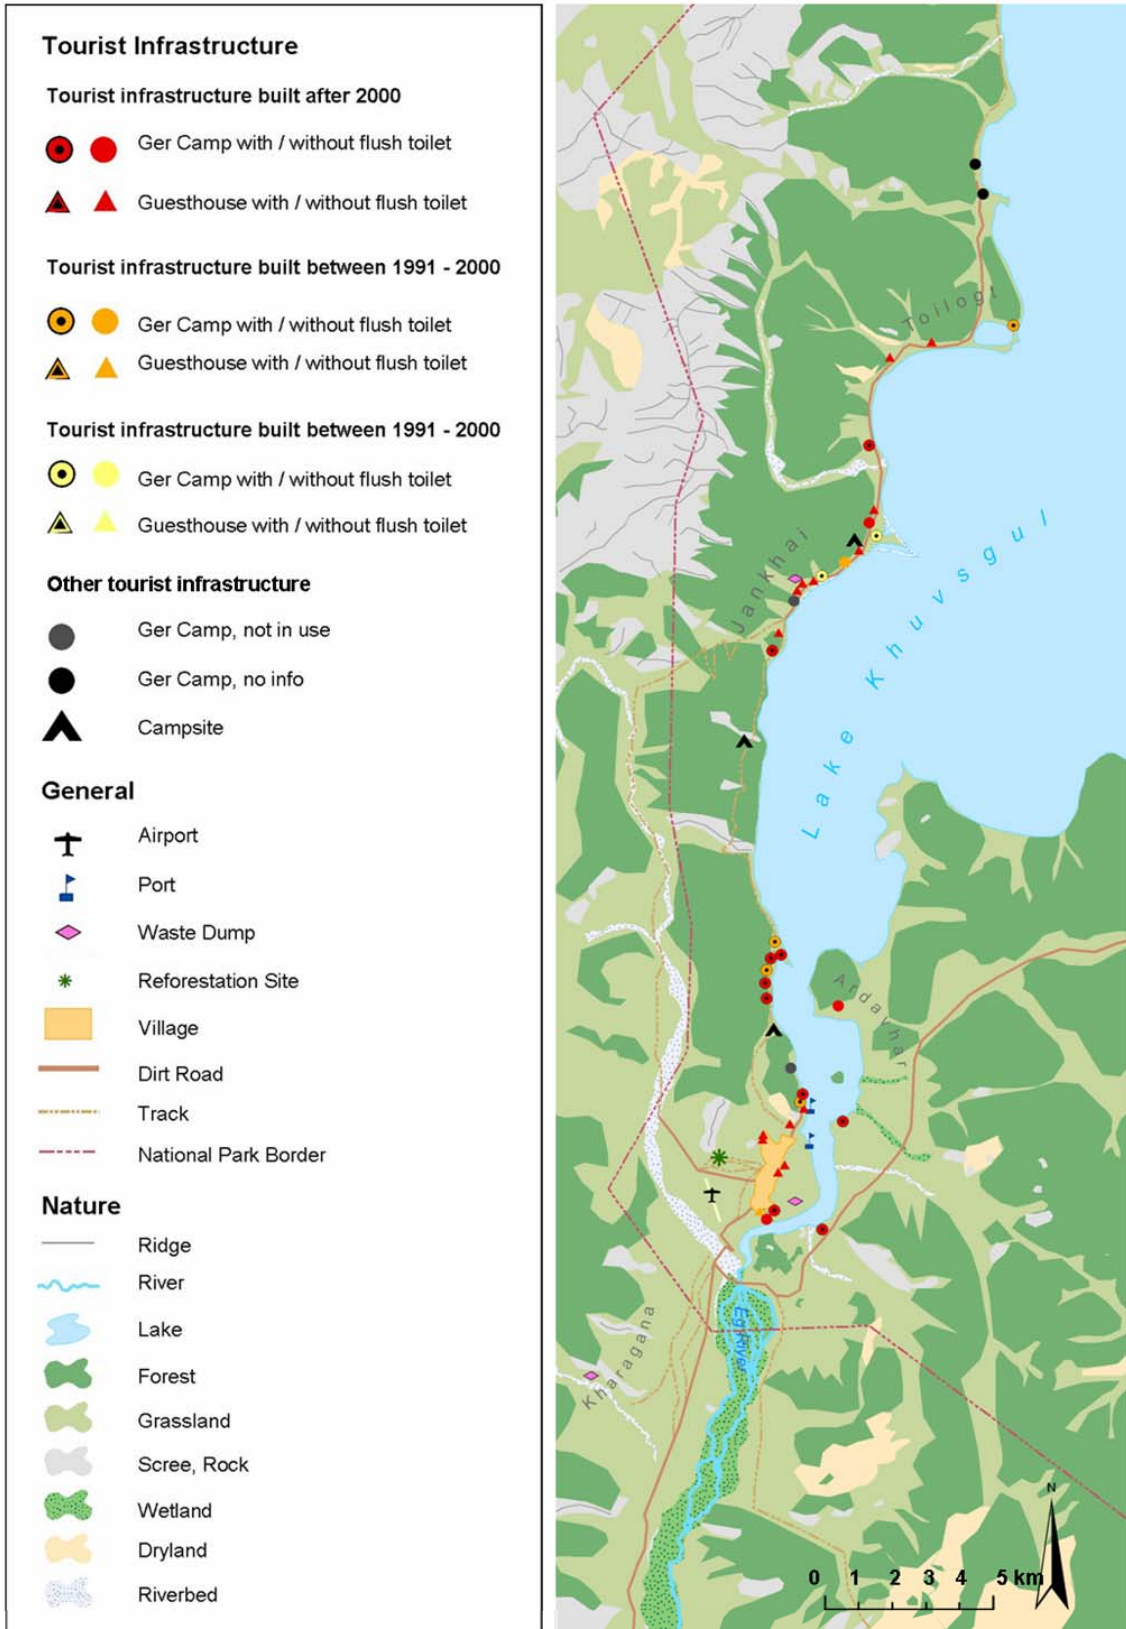 Tourist Infrastructure
Tourist infrastructure built after 2000
Ger Camp with / without flush toilet
Guesthouse with / without flush toilet
Tourist infrastructure built between 1991 - 2000
Ger Camp with / without flush toilet
Guesthouse with / without flush toilet
Tourist infrastructure built between 1991 - 2000
Ger Camp with / without flush toilet
Guesthouse with / without flush toilet
Other tourist infrastructure
Ger Camp, not in use
Ger Camp, no info
Campsite
General
Airport
Port
Waste Dump
Reforestation Site
Village
Dirt Road
Track
National Park Border
Nature
Ridge
River
Lake
Forest
Grassland
Scree, Rock
Wetland
Dryland
Riverbed
Toilogt
Jankhai
Lake Khuvsgul
Ardavhar
Eg River
Kharagana
N
0 1 2 3 4 5 km